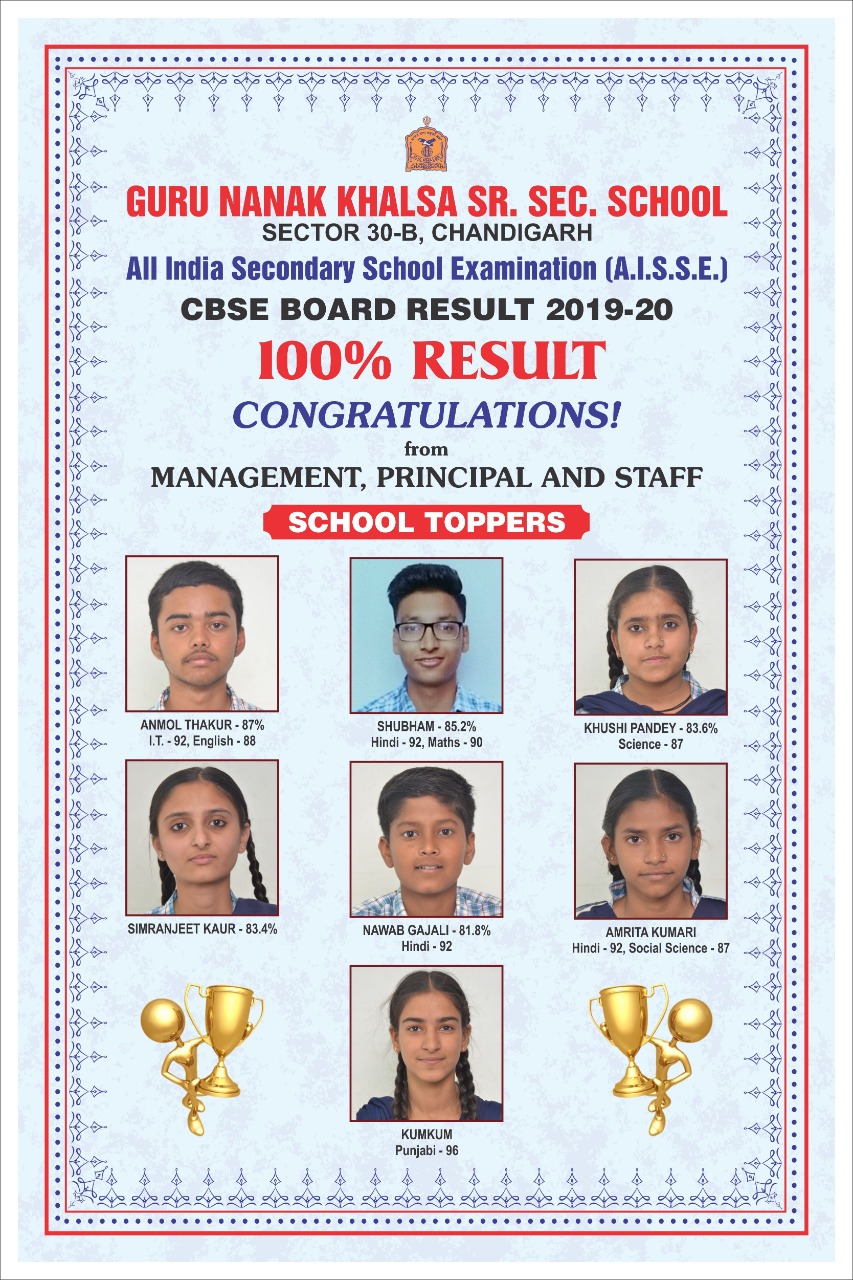 GURU NANAK KHALSA SR. SEC. SCHOOL
SECTOR 30-B, CHANDIGARH
All India Secondary School Examination (A.I.S.S.E.)
CBSE BOARD RESULT 2019-20
100% RESULT
CONGRATULATIONS!
from
MANAGEMENT, PRINCIPAL AND STAFF
SCHOOL TOPPERS
ANMOL THAKUR - 87%
I.T. - 92, English - 88
SHUBHAM - 85.2%
Hindi - 92, Maths - 90
KHUSHI PANDEY - 83.6%
Science - 87
SIMRANJEET KAUR - 83.4%
NAWAB GAJALI - 81.8%
Hindi - 92
AMRITA KUMARI
Hindi - 92, Social Science - 87
KUMKUM
Punjabi - 96